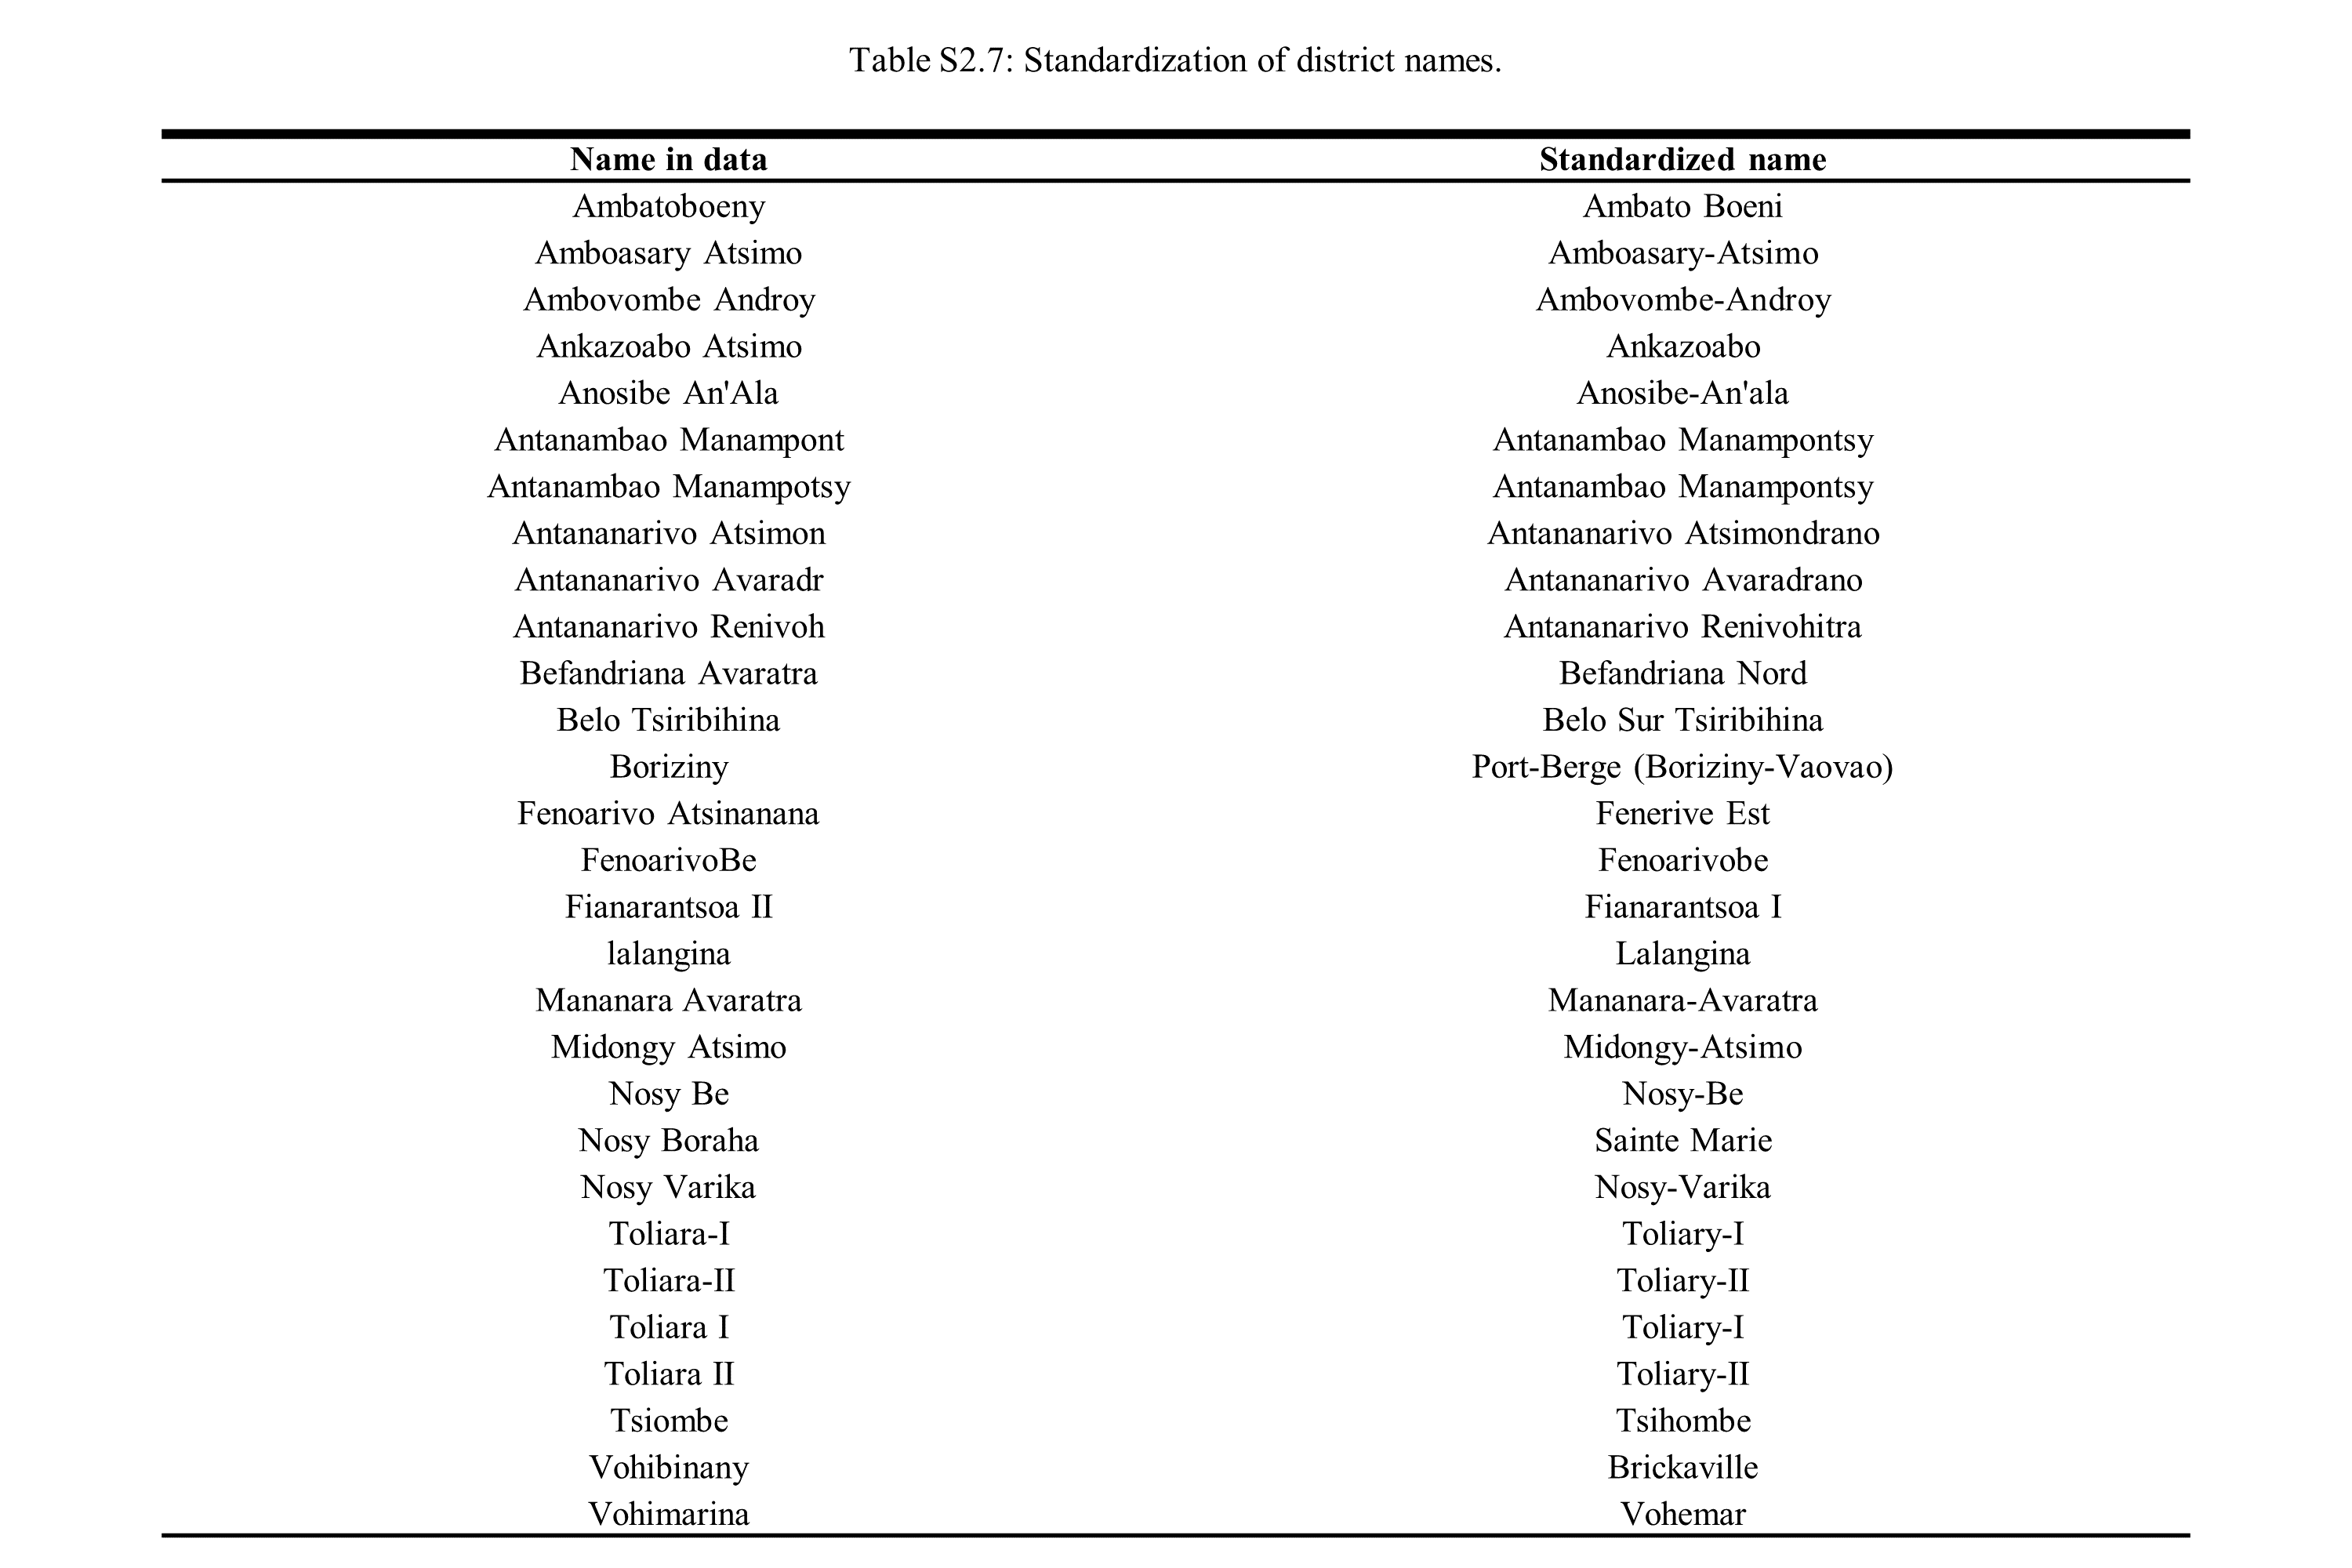 Table S2.7: Standardization of district names.
Name in data Standardized name
Ambatoboeny Ambato Boeni
Amboasary Atsimo Amboasary-Atsimo
Ambovombe Androy Ambovombe-Androy
Ankazoabo Atsimo Ankazoabo
Anosibe An'Ala Anosibe-An'ala
Antanambao Manampont Antanambao Manampontsy
Antanambao Manampotsy Antanambao Manampontsy
Antananarivo Atsimon Antananarivo Atsimondrano
Antananarivo Avaradr Antananarivo Avaradrano
Antananarivo Renivoh Antananarivo Renivohitra
Befandriana Avaratra Befandriana Nord
Belo Tsiribihina Belo Sur Tsiribihina
Boriziny Port-Berge (Boriziny-Vaovao)
Fenoarivo Atsinanana Fenerive Est
FenoarivoBe Fenoarivobe
Fianarantsoa II Fianarantsoa I
lalangina Lalangina
Mananara Avaratra Mananara-Avaratra
Midongy Atsimo Midongy-Atsimo
Nosy Be Nosy-Be
Nosy Boraha Sainte Marie
Nosy Varika Nosy-Varika
Toliara-I Toliary-I
Toliara-II Toliary-II
Toliara I Toliary-I
Toliara II Toliary-II
Tsiombe Tsihombe
Vohibinany Brickaville
Vohimarina Vohemar